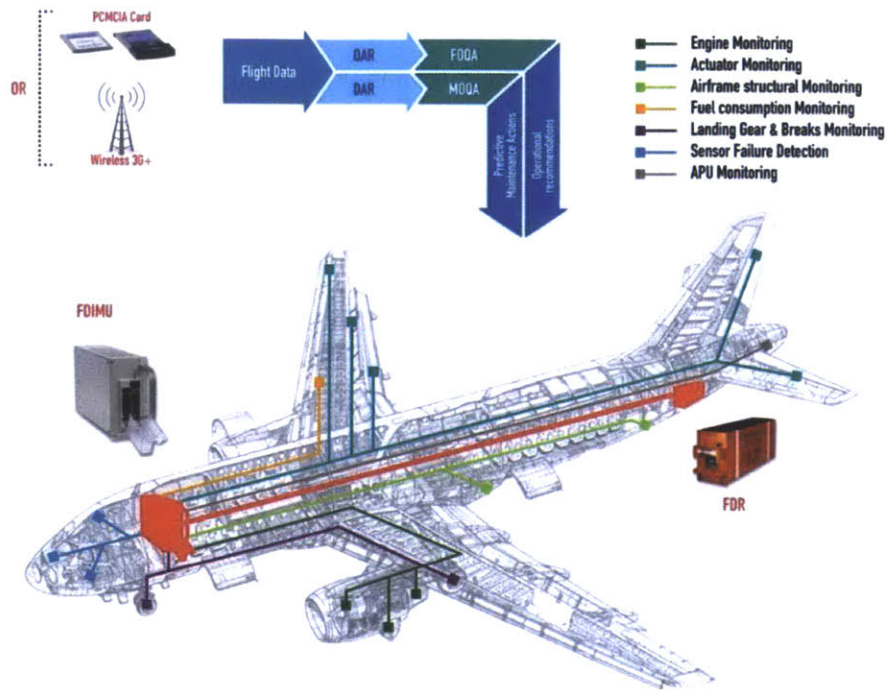 PCMCIA Card
OR
Wireless 3G+
Flight Data
QAR
FOQA
DAR
MOQA
Predictive
Maintenance Actions
Operational
recommendations
Engine Monitoring
Actuator Monitoring
Airframe structural Monitoring
Fuel consumption Monitoring
Landing Gear & Breaks Monitoring
Sensor Failure Detection
APU Monitoring
FDIMU
FDR